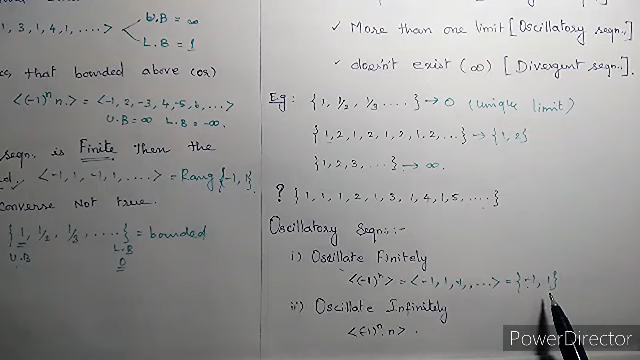 U.B = ∞
1, 3, 1, 4, 1, ....>
L.B = 1
that bounded above (or)
<(-1)ⁿ n.> = <-1, 2, -3, 4, -5, 6, ...>
U.B = ∞ L.B = -∞.
seqn. is Finite Then the
<-1, 1, -1, 1, ....> = Rang {-1, 1}
Converse Not true.
{1, 1/2, 1/3, .....} = bounded
U.B L.B
0
✓ More than one limit [Oscillatory seqn.]
✓ doesn't exist (∞) [Divergent seqn.].
E.g: {1, 1/2, 1/3 ....} → 0 (unique limit)
{1, 2, 1, 2, 1, 2, 1, 2, ...} → {1, 2}
{1, 2, 3, ....} → ∞.
? {1, 1, 1, 2, 1, 3, 1, 4, 1, 5, .....}
Oscillatory Seqn:-
i) Oscillate Finitely
<(-1)ⁿ> = <-1, 1, -1, ....> = {-1, 1}
ii) Oscillate Infinitely
<(-1)ⁿ. n> .
PowerDirector